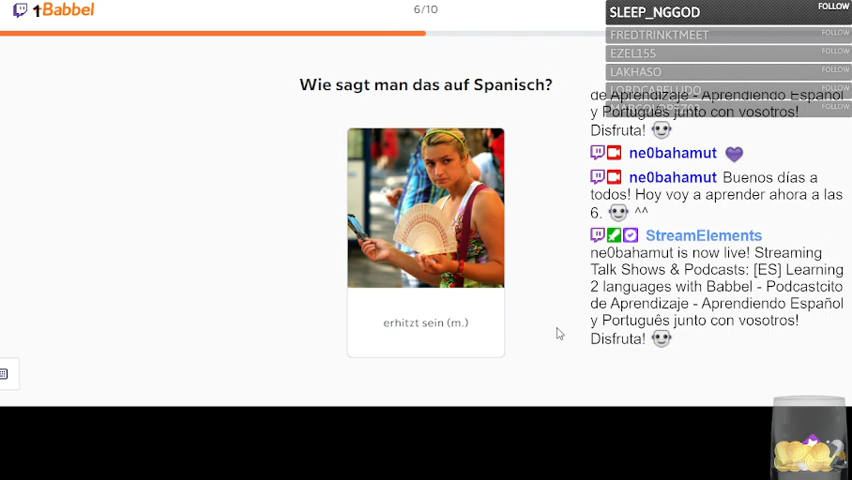 Babbel
6/10
SLEEP_NGGOD
FOLLOW
FREDTRINKTMEET
FOLLOW
EZEL155
FOLLOW
LAKHASO
FOLLOW
LORDCABELUDO
FOLLOW
FOLLOW
Wie sagt man das auf Spanisch?
erhitzt sein (m.)
de Aprendizaje - Aprendiendo Español
y Português junto con vosotros!
Disfruta!
ne0bahamut
ne0bahamut Buenos días a
todos! Hoy voy a aprender ahora a las
6. ^^
StreamElements
ne0bahamut is now live! Streaming
Talk Shows & Podcasts: [ES] Learning
2 languages with Babbel - Podcastcito
de Aprendizaje - Aprendiendo Español
y Português junto con vosotros!
Disfruta!